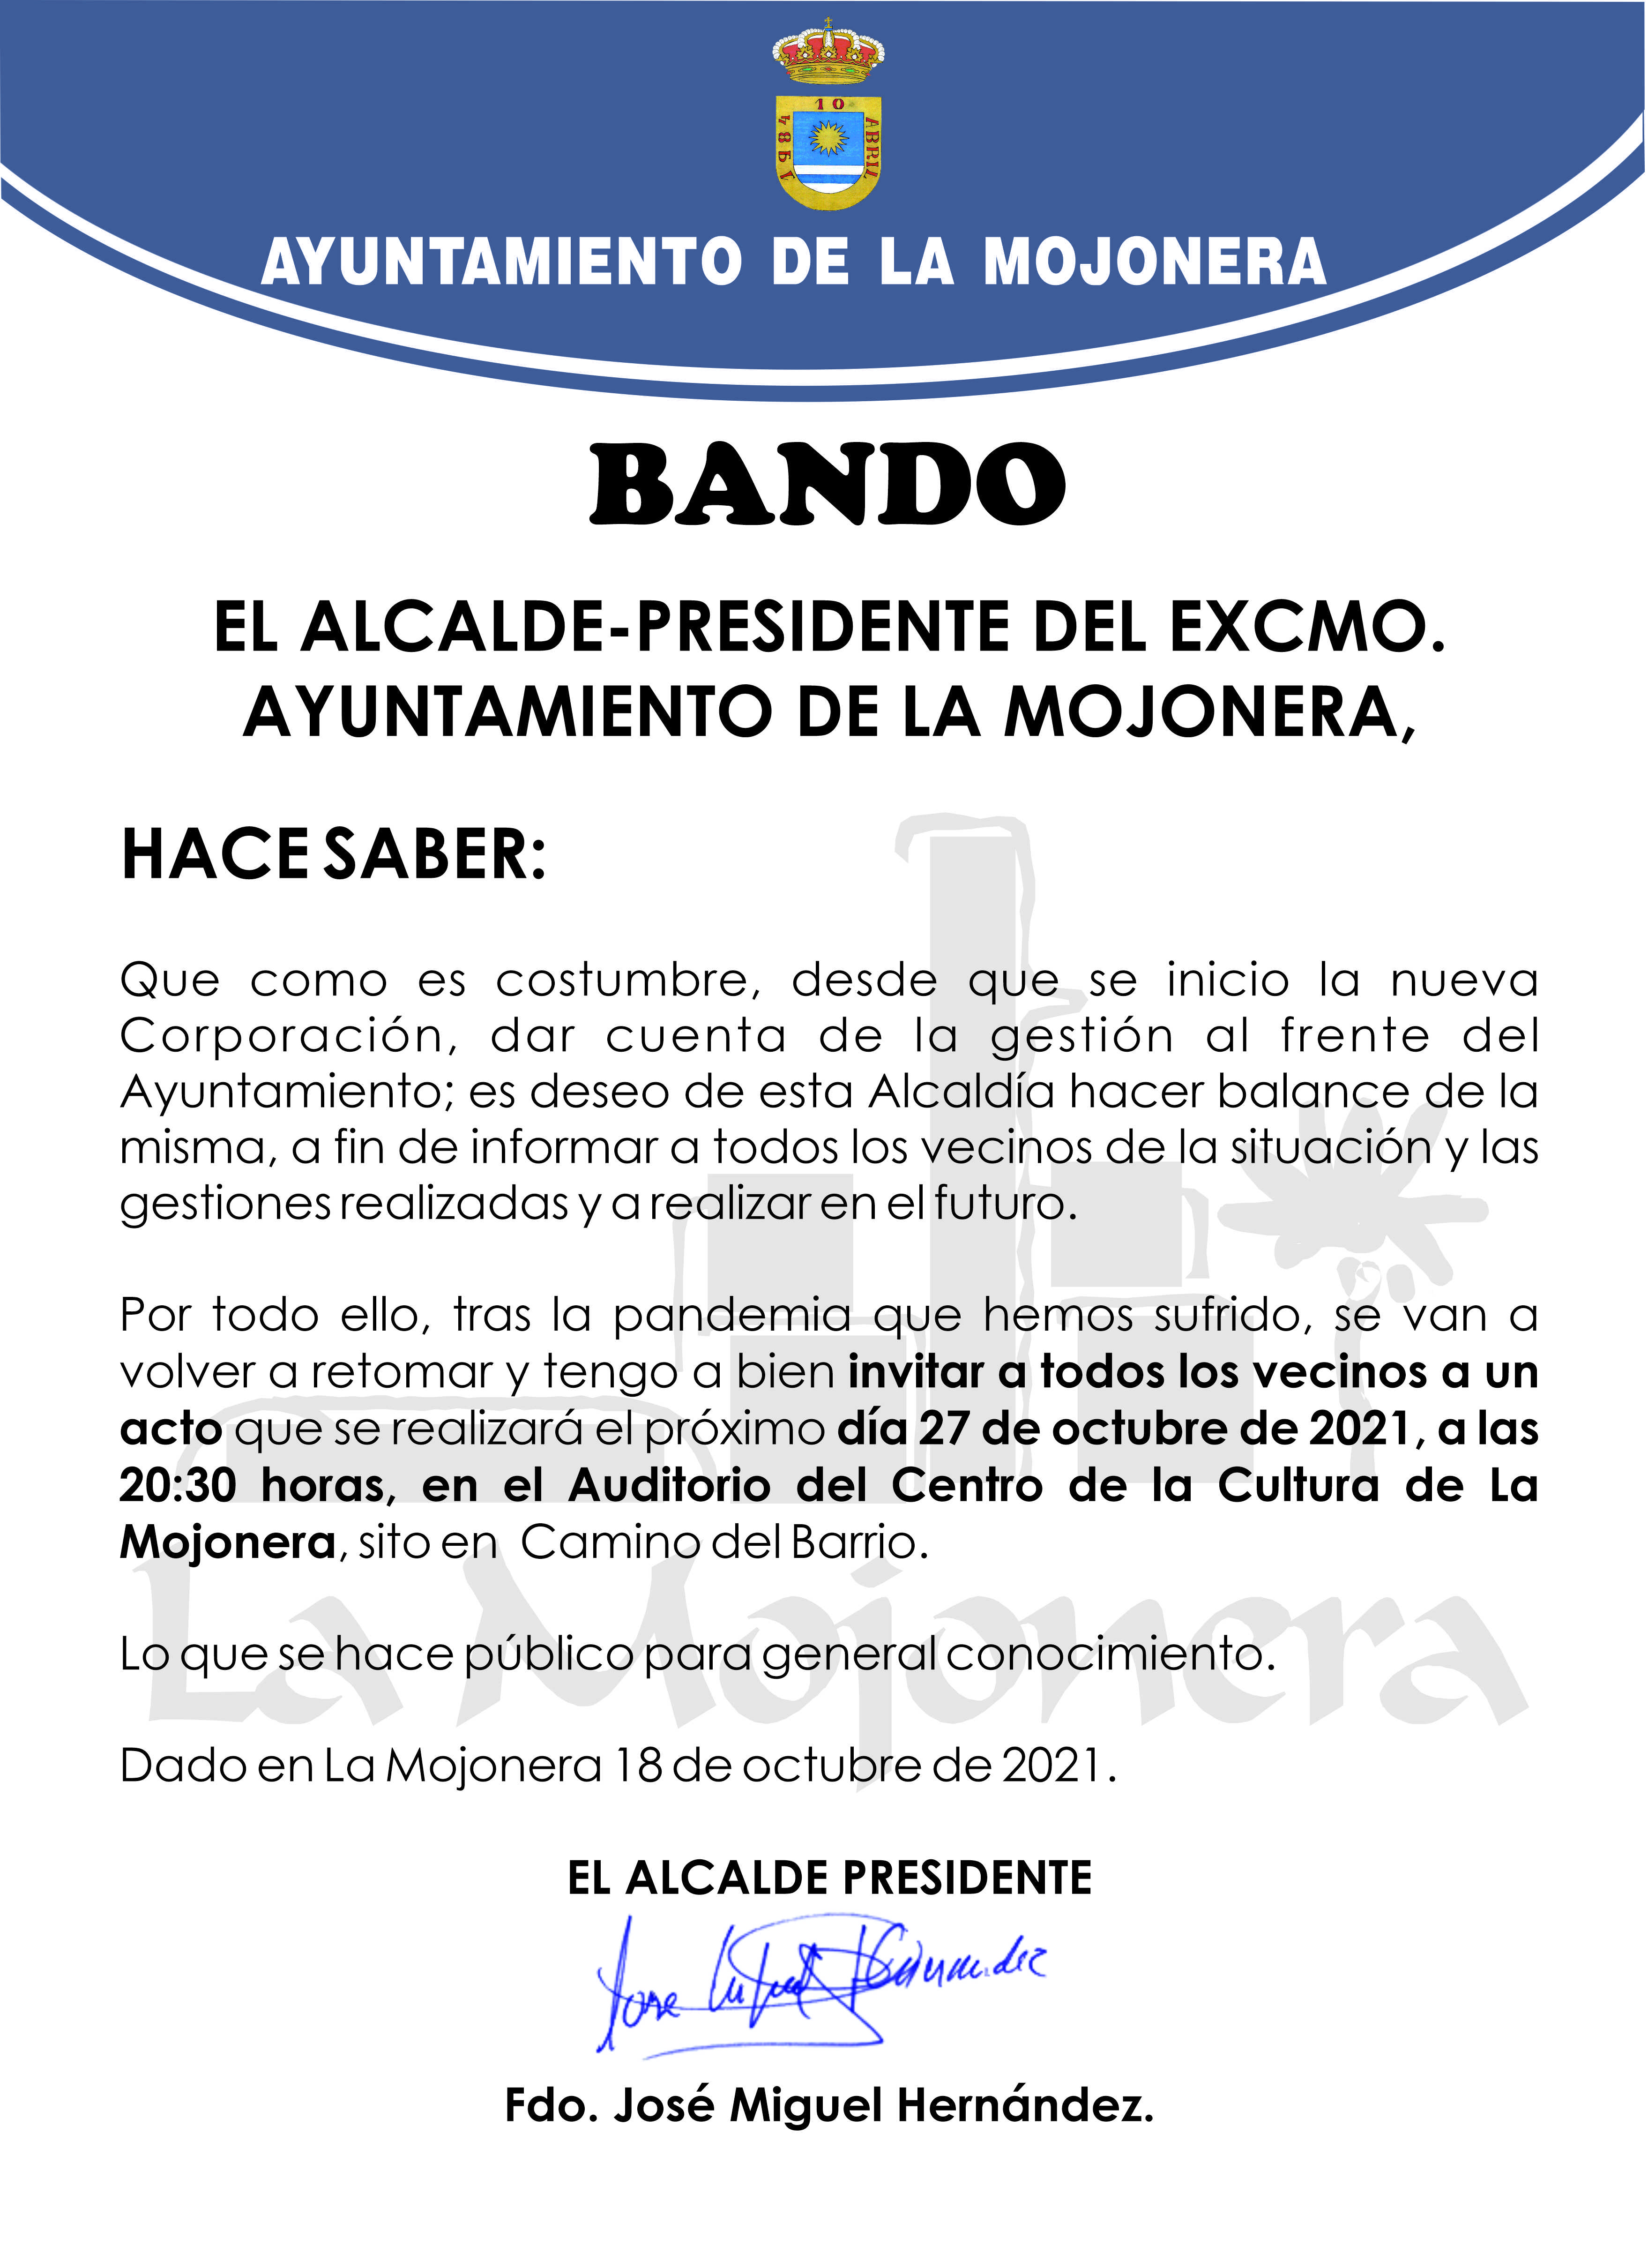 10
ABRIL
1984
AYUNTAMIENTO DE LA MOJONERA
BANDO
EL ALCALDE-PRESIDENTE DEL EXCMO.
AYUNTAMIENTO DE LA MOJONERA,
HACE SABER:
Que como es costumbre, desde que se inicio la nueva
Corporación, dar cuenta de la gestión al frente del
Ayuntamiento; es deseo de esta Alcaldía hacer balance de la
misma, a fin de informar a todos los vecinos de la situación y las
gestiones realizadas y a realizar en el futuro.
Por todo ello, tras la pandemia que hemos sufrido, se van a
volver a retomar y tengo a bien invitar a todos los vecinos a un
acto que se realizará el próximo día 27 de octubre de 2021, a las
20:30 horas, en el Auditorio del Centro de la Cultura de La
Mojonera, sito en Camino del Barrio.
La Mojonera
Lo que se hace público para general conocimiento.
Dado en La Mojonera 18 de octubre de 2021.
EL ALCALDE PRESIDENTE
Jose Miguel Hernandez
Fdo. José Miguel Hernández.